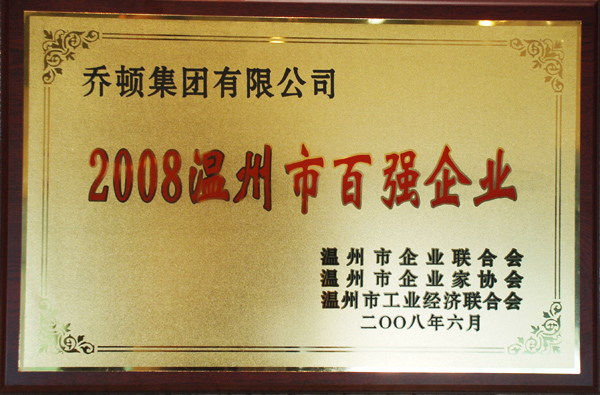 乔顿集团有限公司
2008温州市百强企业
温州市企业联合会
温州市企业家协会
温州市工业经济联合会
二OO八年六月